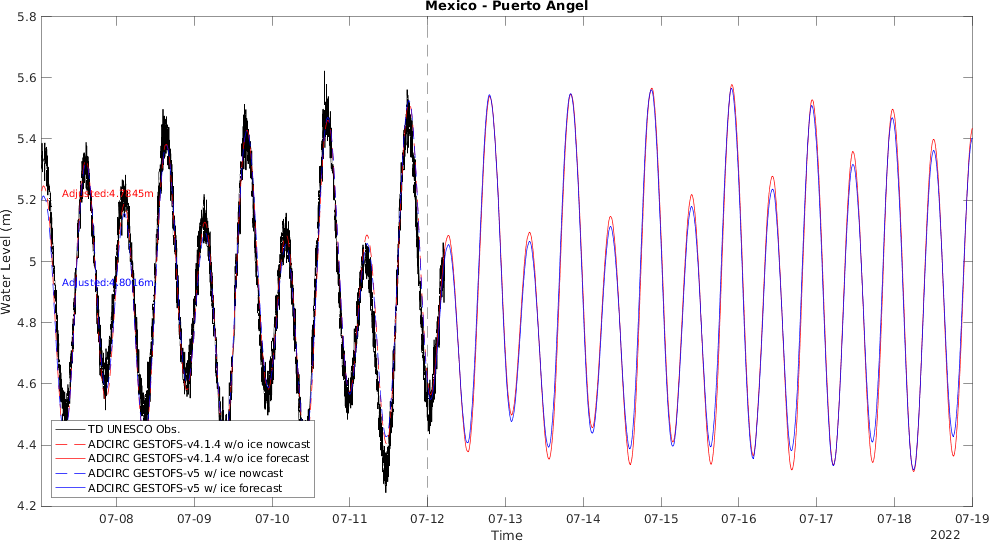 Mexico - Puerto Angel
5.8
5.6
5.4
5.2
5
4.8
4.6
4.4
4.2
Water Level (m)
Adjusted:4.8016m
TD UNESCO Obs.
ADCIRC GESTOFS-v4.1.4 w/o ice nowcast
ADCIRC GESTOFS-v4.1.4 w/o ice forecast
ADCIRC GESTOFS-v5 w/ ice nowcast
ADCIRC GESTOFS-v5 w/ ice forecast
07-08 07-09 07-10 07-11 07-12 07-13 07-14 07-15 07-16 07-17 07-18 07-19
Time
2022